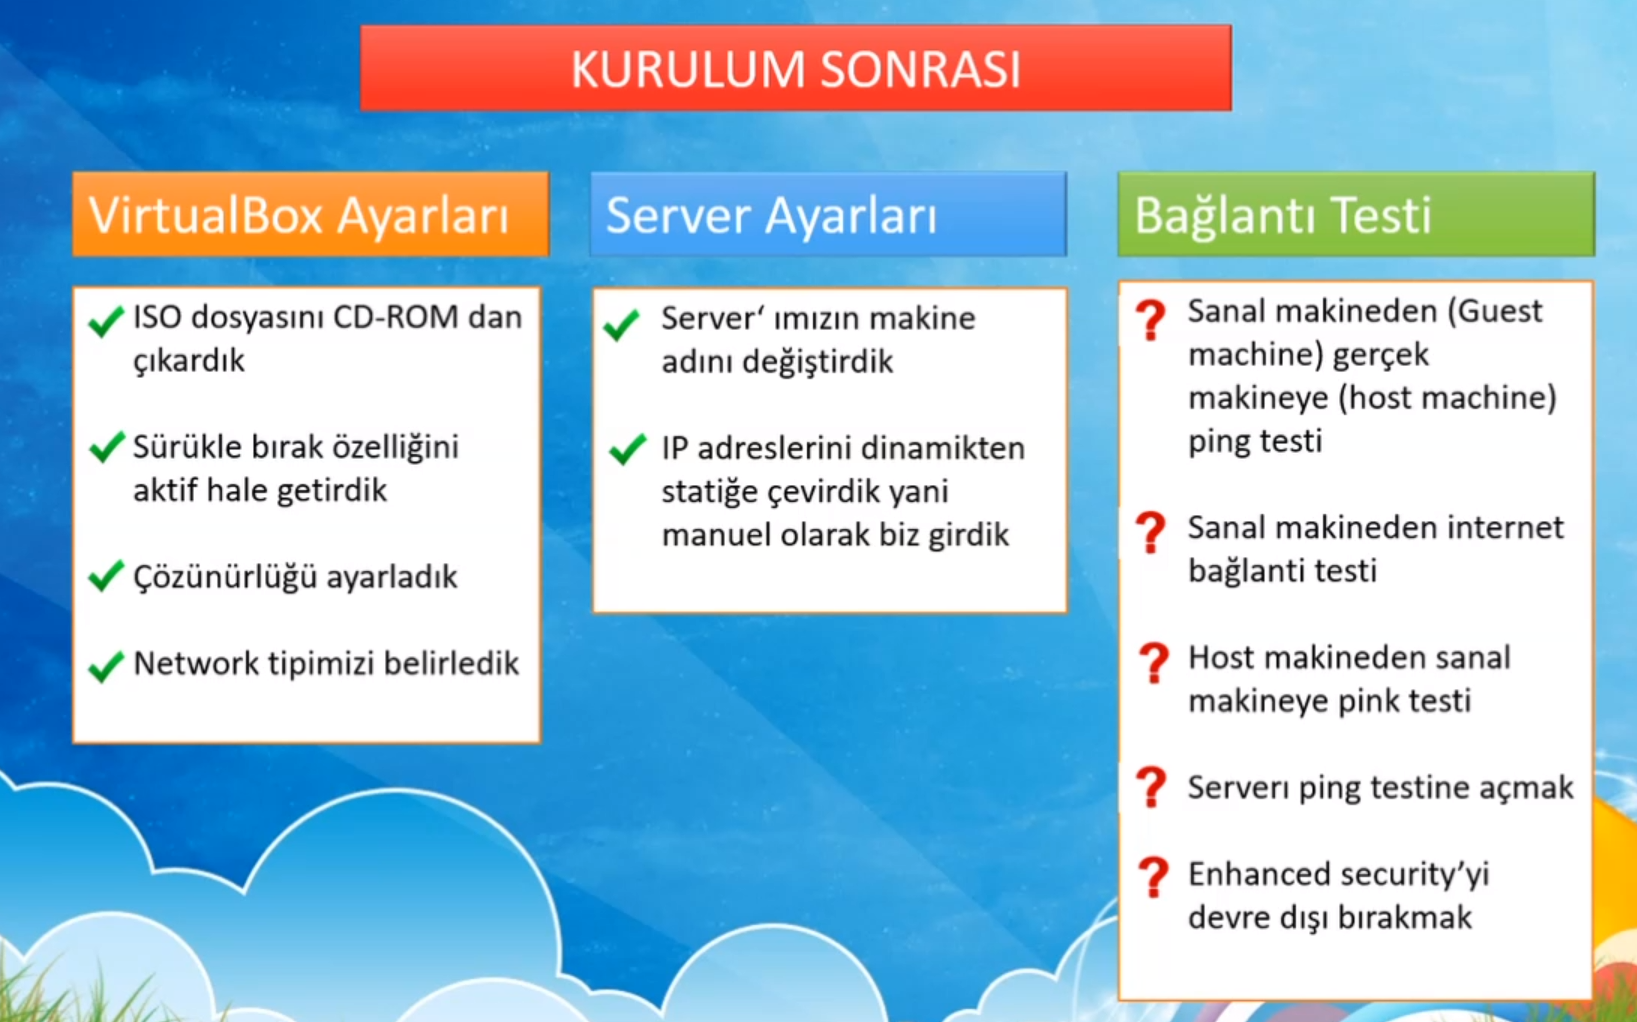 KURULUM SONRASI
VirtualBox Ayarları
ISO dosyasını CD-ROM dan
çıkardık
Sürükle bırak özelliğini
aktif hale getirdik
Çözünürlüğü ayarladık
Network tipimizi belirledik
Server Ayarları
Server‘ ımızın makine
adını değiştirdik
IP adreslerini dinamikten
statiğe çevirdik yani
manuel olarak biz girdik
Bağlantı Testi
Sanal makineden (Guest
machine) gerçek
makineye (host machine)
ping testi
Sanal makineden internet
bağlanti testi
Host makineden sanal
makineye pink testi
Serverı ping testine açmak
Enhanced security’yi
devre dışı bırakmak